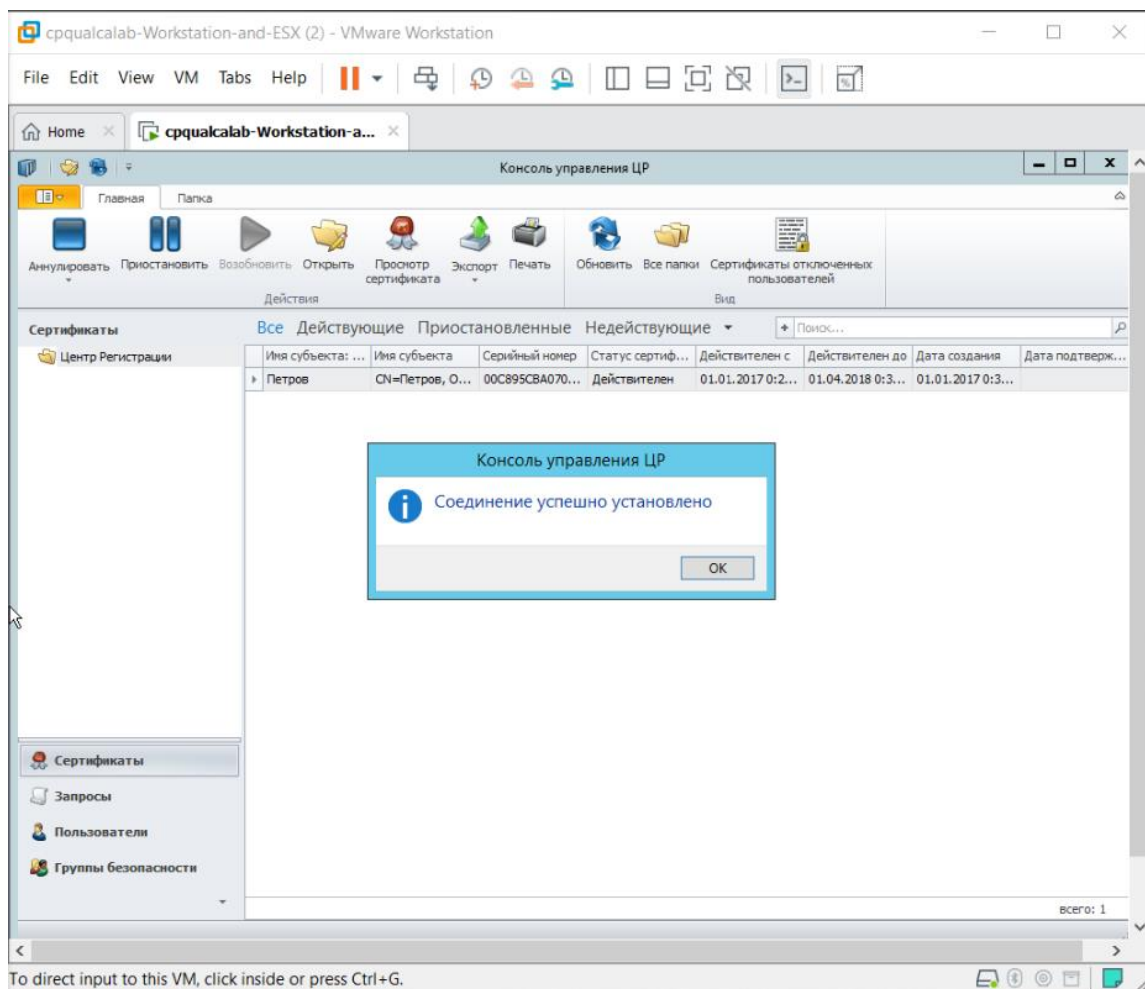 cpqualcalab-Workstation-and-ESX (2) - VMware Workstation
File Edit View VM Tabs Help
Home
cpqualcalab-Workstation-a...
Консоль управления ЦР
Главная Папка
Аннулировать Приостановить Возобновить Открыть Просмотр сертификата Экспорт Печать Обновить Все папки Сертификаты отключенных пользователей
Действия Вид
Сертификаты
Центр Регистрации
Все Действующие Приостановленные Недействующие
Поиск...
Имя субъекта: ... Имя субъекта Серийный номер Статус сертиф... Действителен с Действителен до Дата создания Дата подтверж...
Петров CN=Петров, О... 00C895CBA070... Действителен 01.01.2017 0:2... 01.04.2018 0:3... 01.01.2017 0:3...
Консоль управления ЦР
Соединение успешно установлено
OK
Сертификаты
Запросы
Пользователи
Группы безопасности
всего: 1
To direct input to this VM, click inside or press Ctrl+G.